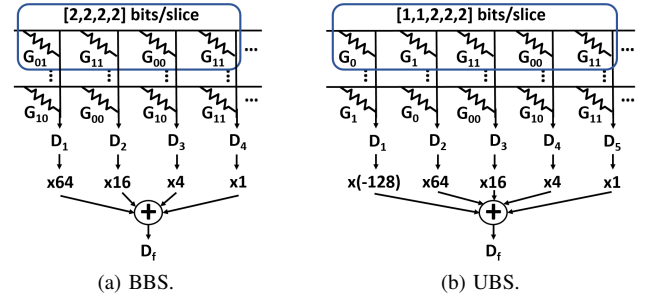 [2,2,2,2] bits/slice
G01 G11 G00 G11 ...
... ... ...
G10 G00 G10 G11 ...
D1 D2 D3 D4
x64 x16 x4 x1
+
Df
(a) BBS.
[1,1,2,2,2] bits/slice
G0 G1 G11 G00 G11 ...
... ... ...
G1 G0 G00 G10 G11 ...
D1 D2 D3 D4 D5
x(-128) x64 x16 x4 x1
+
Df
(b) UBS.